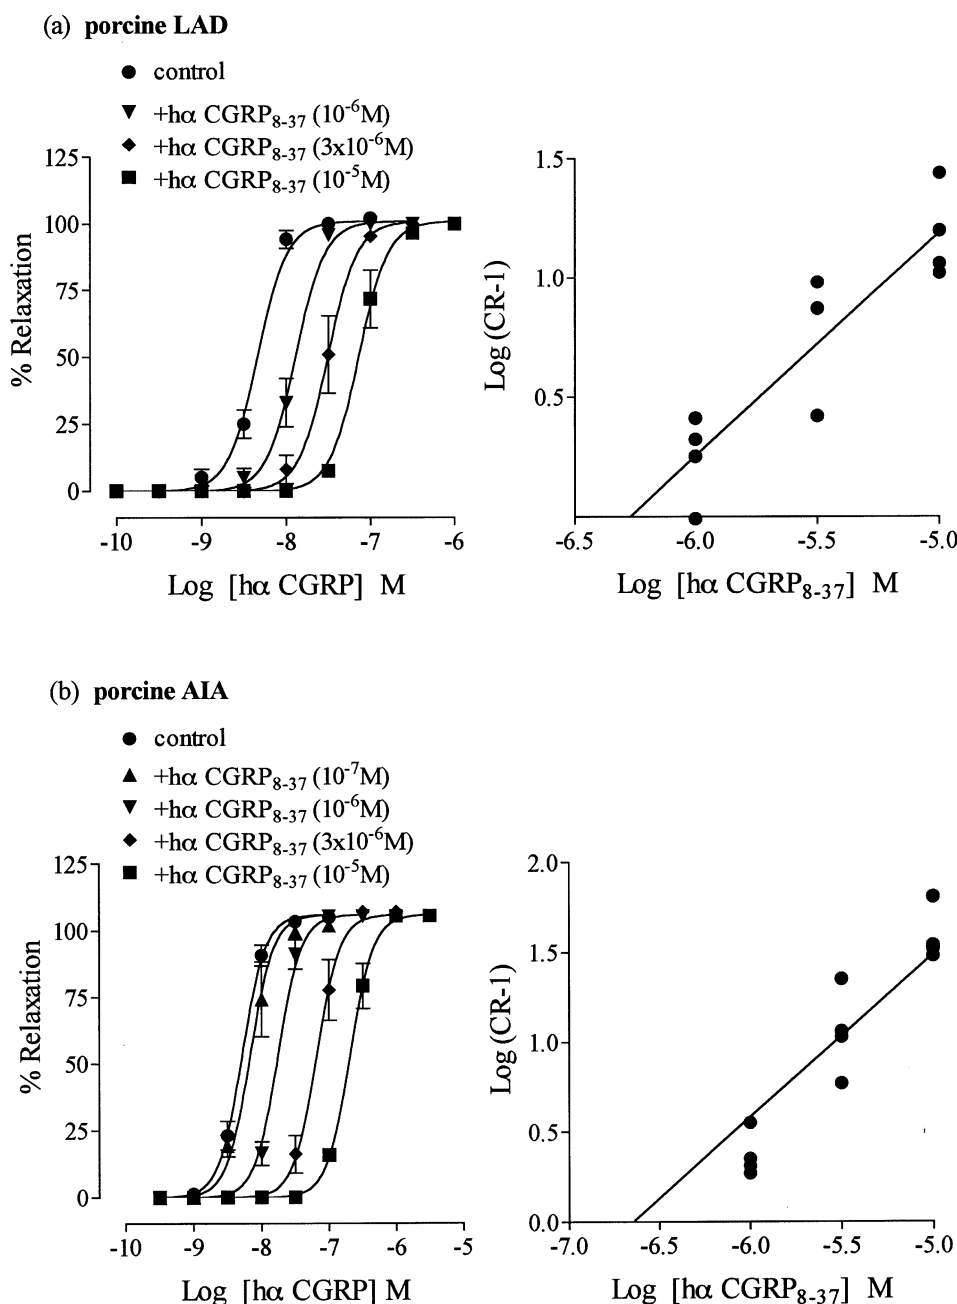 (a) porcine LAD
control
+hα CGRP8-37 (10-6M)
+hα CGRP8-37 (3x10-6M)
+hα CGRP8-37 (10-5M)
125
100
75
50
25
0
% Relaxation
-10 -9 -8 -7 -6
Log [hα CGRP] M
1.5
1.0
0.5
Log (CR-1)
-6.5 -6.0 -5.5 -5.0
Log [hα CGRP8-37] M
(b) porcine AIA
control
+hα CGRP8-37 (10-7M)
+hα CGRP8-37 (10-6M)
+hα CGRP8-37 (3x10-6M)
+hα CGRP8-37 (10-5M)
125
100
75
50
25
0
% Relaxation
-10 -9 -8 -7 -6 -5
Log [hα CGRP] M
2.0
1.5
1.0
0.5
0.0
Log (CR-1)
-7.0 -6.5 -6.0 -5.5 -5.0
Log [hα CGRP8-37] M